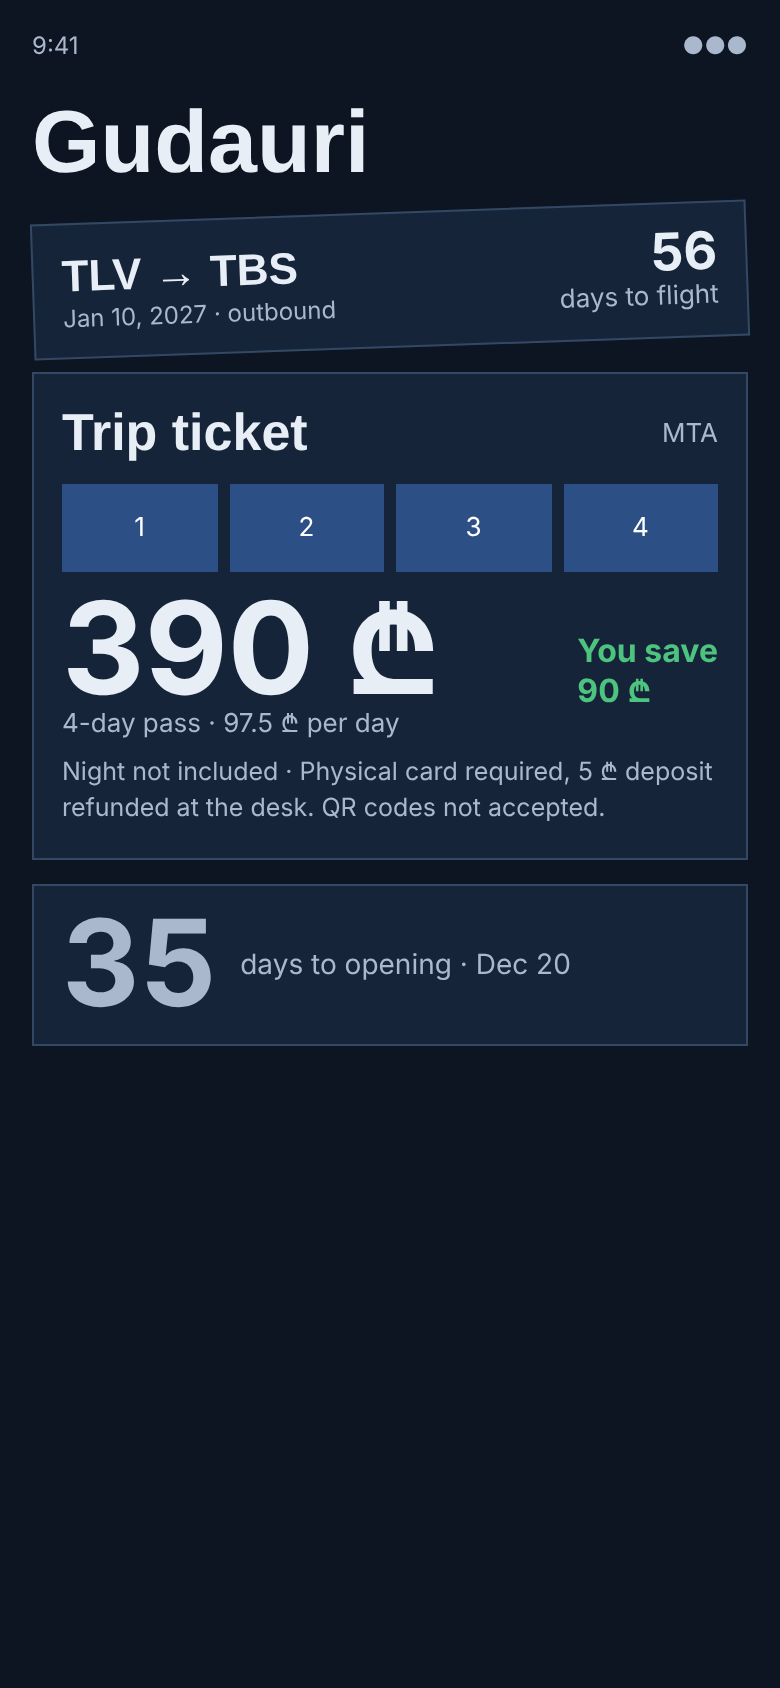 9:41
Gudauri
TLV → TBS
Jan 10, 2027 · outbound
56
days to flight
Trip ticket
MTA
1
2
3
4
390 ₾
You save
90 ₾
4-day pass · 97.5 ₾ per day
Night not included · Physical card required, 5 ₾ deposit
refunded at the desk. QR codes not accepted.
35
days to opening · Dec 20